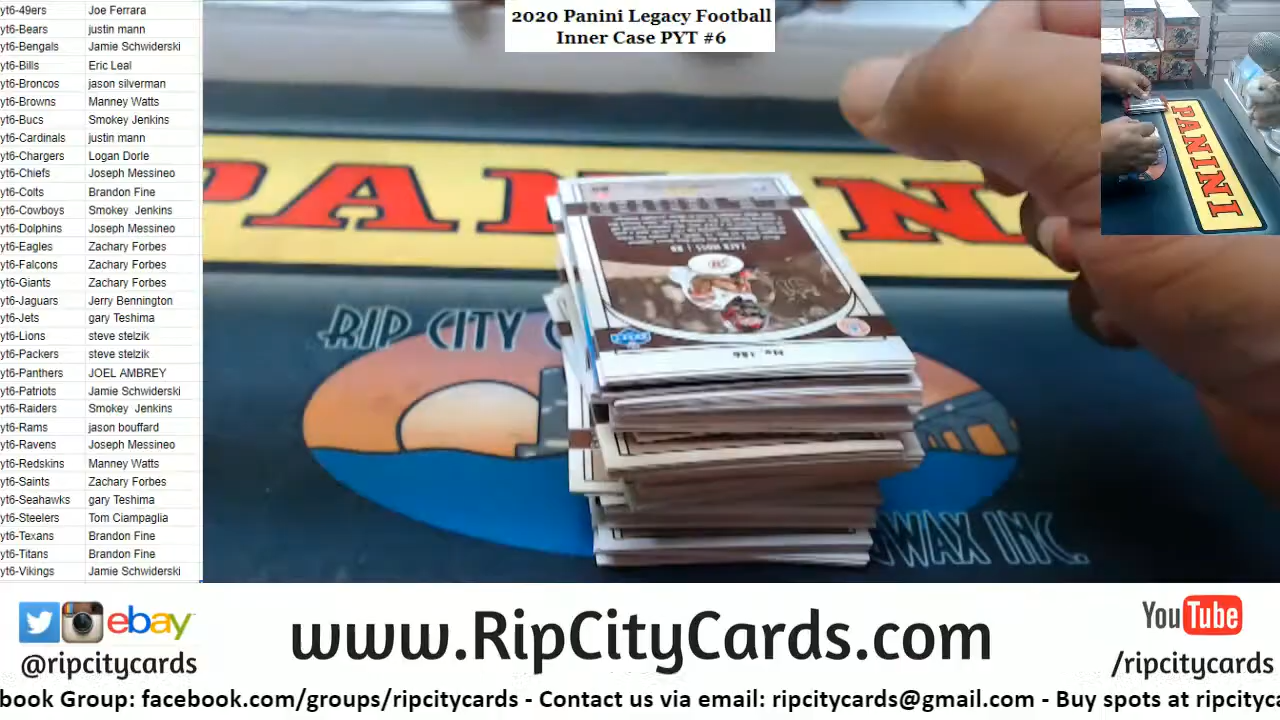 2020 Panini Legacy Football
Inner Case PYT #6
yt6-49ers Joe Ferrara
yt6-Bears justin mann
yt6-Bengals Jamie Schwiderski
yt6-Bills Eric Leal
yt6-Broncos jason silverman
yt6-Browns Manney Watts
yt6-Bucs Smokey Jenkins
yt6-Cardinals justin mann
yt6-Chargers Logan Dorle
yt6-Chiefs Joseph Messineo
yt6-Colts Brandon Fine
yt6-Cowboys Smokey Jenkins
yt6-Dolphins Joseph Messineo
yt6-Eagles Zachary Forbes
yt6-Falcons Zachary Forbes
yt6-Giants Zachary Forbes
yt6-Jaguars Jerry Bennington
yt6-Jets gary Teshima
yt6-Lions steve stelzik
yt6-Packers steve stelzik
yt6-Panthers JOEL AMBREY
yt6-Patriots Jamie Schwiderski
yt6-Raiders Smokey Jenkins
yt6-Rams jason bouffard
yt6-Ravens Joseph Messineo
yt6-Redskins Manney Watts
yt6-Saints Zachary Forbes
yt6-Seahawks gary Teshima
yt6-Steelers Tom Ciampaglia
yt6-Texans Brandon Fine
yt6-Titans Brandon Fine
yt6-Vikings Jamie Schwiderski
PANINI
PANIN
RIP CITY
WAX INC.
ZACK MOSS | RB
No. 186
ebay
@ripcitycards
www.RipCityCards.com
YouTube
/ripcitycards
book Group: facebook.com/groups/ripcitycards - Contact us via email: ripcitycards@gmail.com - Buy spots at ripcityc